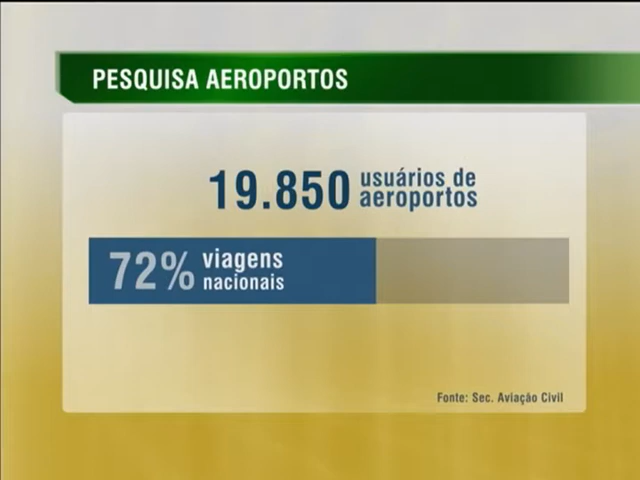 PESQUISA AEROPORTOS
19.850 usuários de
aeroportos
72% viagens
nacionais
Fonte: Sec. Aviação Civil